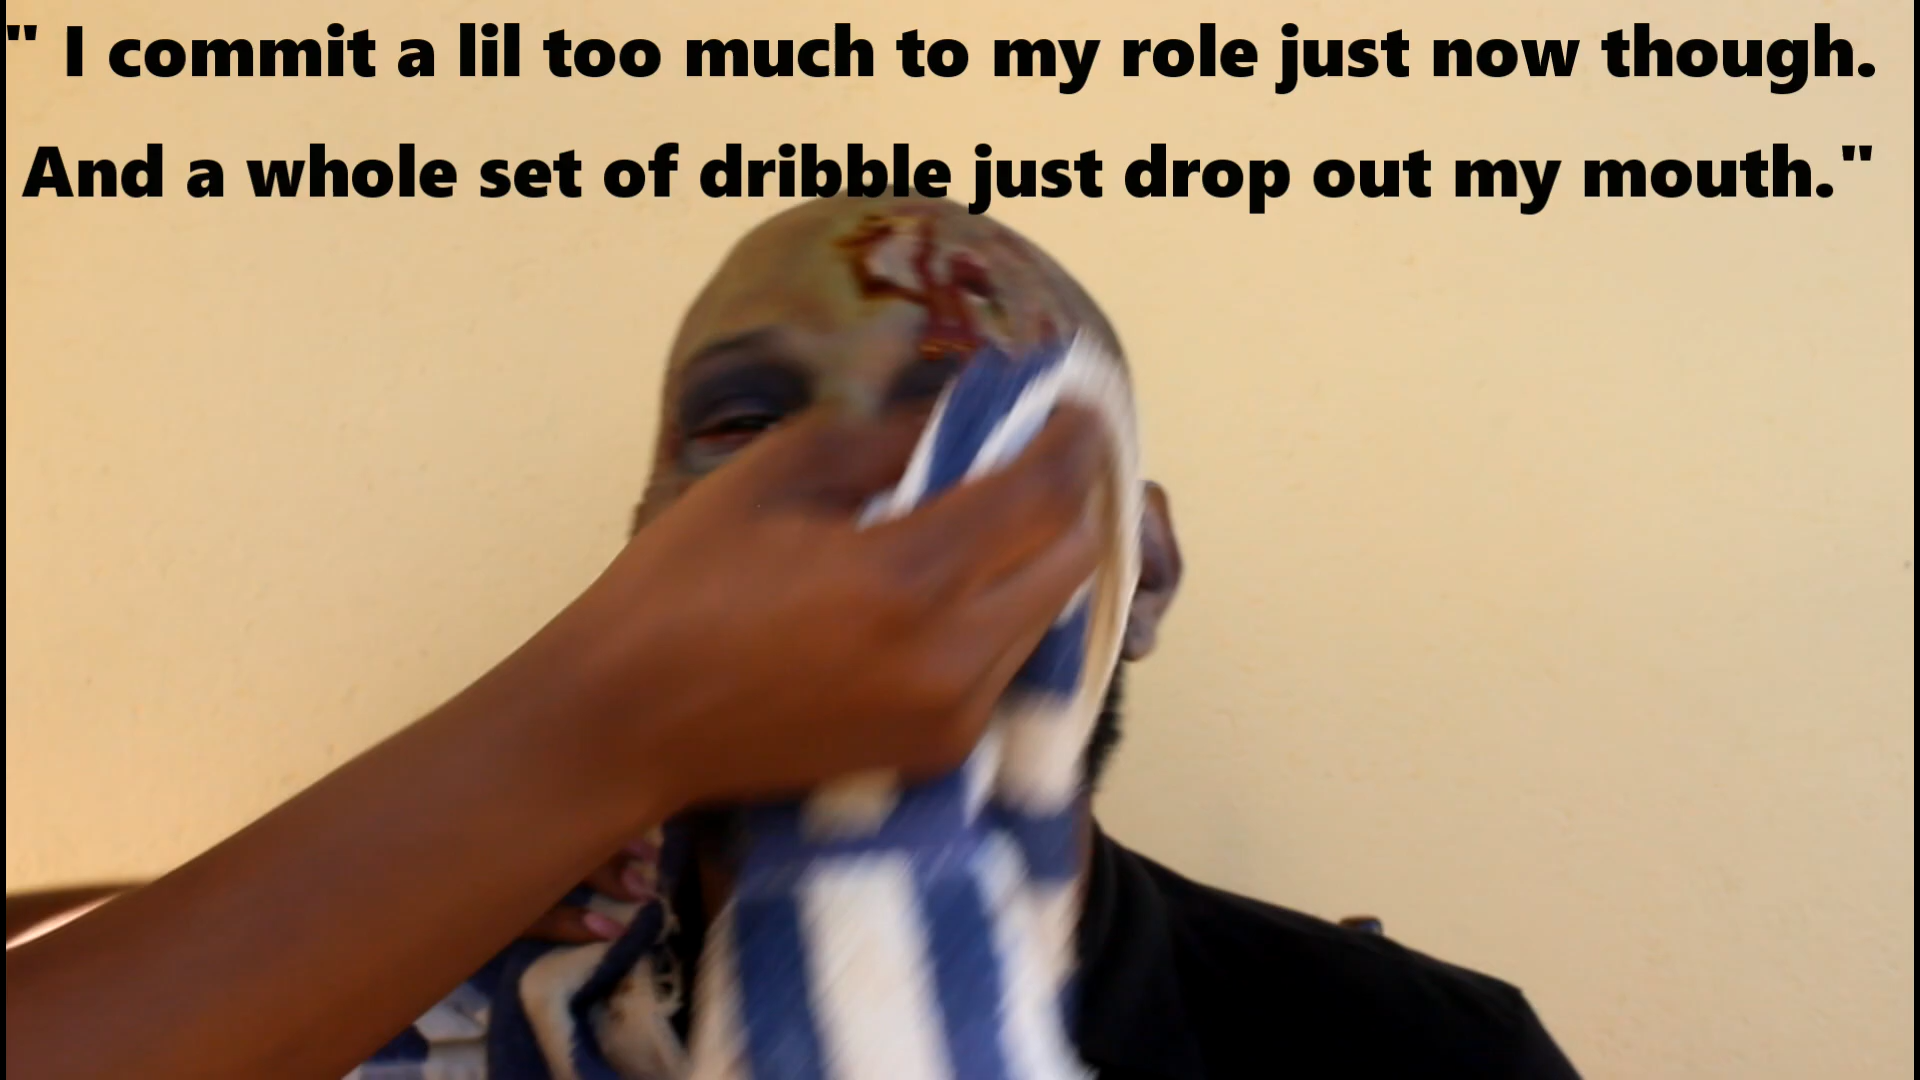 " I commit a lil too much to my role just now though.
And a whole set of dribble just drop out my mouth."